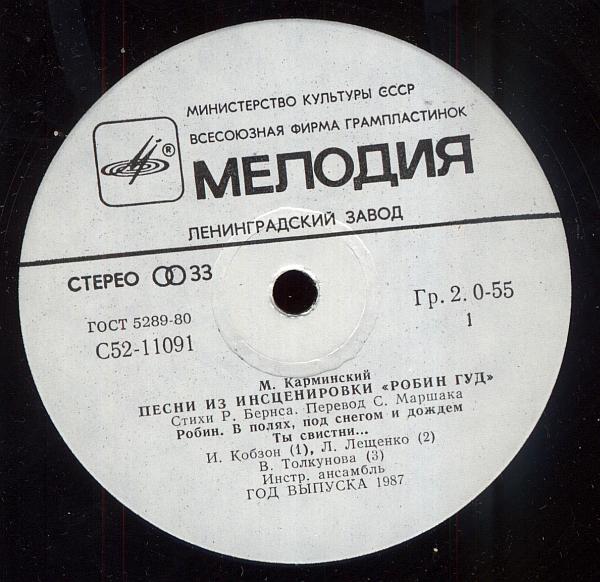 МИНИСТЕРСТВО КУЛЬТУРЫ СССР
ВСЕСОЮЗНАЯ ФИРМА ГРАМПЛАСТИНОК
®
МЕЛОДИЯ
ЛЕНИНГРАДСКИЙ ЗАВОД
СТЕРЕО 33
Гр. 2. 0-55
ГОСТ 5289-80
1
С52-11091
М. Карминский
ПЕСНИ ИЗ ИНСЦЕНИРОВКИ «РОБИН ГУД»
Стихи Р. Бернса. Перевод С. Маршака
Робин. В полях, под снегом и дождем
Ты свистни...
И. Кобзон (1), Л. Лещенко (2)
В. Толкунова (3)
Инстр. ансамбль
ГОД ВЫПУСКА 1987